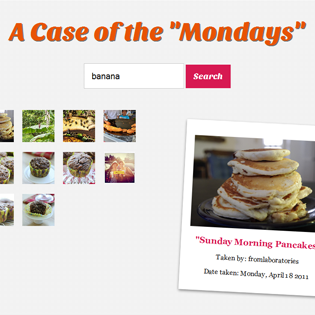 A Case of the "Mondays"
banana
Search
"Sunday Morning Pancakes
Taken by: fromlaboratories
Date taken: Monday, April 18 2011